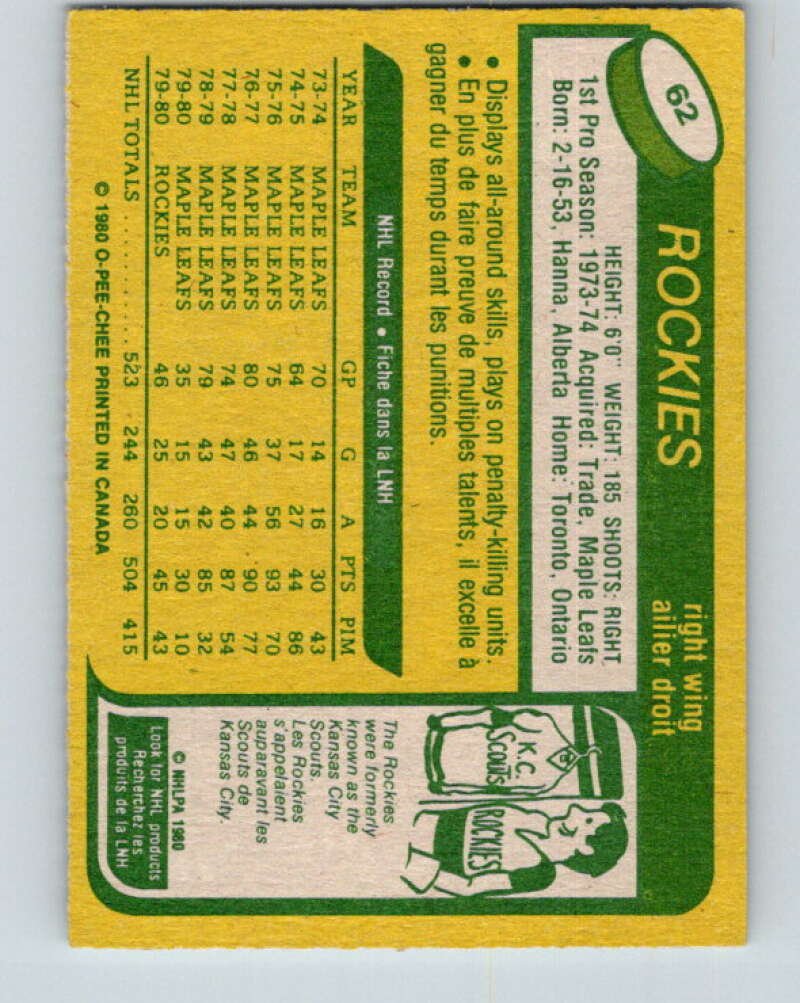 62
ROCKIES
right wing
ailier droit
HEIGHT: 6'0" WEIGHT: 185 SHOOTS: RIGHT
1st Pro Season: 1973-74 Acquired: Trade, Maple Leafs
Born: 2-16-53, Hanna, Alberta Home: Toronto, Ontario
• Displays all-around skills, plays on penalty-killing units.
• En plus de faire preuve de multiples talents, il excelle à
gagner du temps durant les punitions.
NHL Record • Fiche dans la LNH
YEAR TEAM GP G A PTS PIM
73-74 MAPLE LEAFS 70 14 16 30 43
74-75 MAPLE LEAFS 64 17 27 44 86
75-76 MAPLE LEAFS 75 37 56 93 70
76-77 MAPLE LEAFS 80 46 44 90 77
77-78 MAPLE LEAFS 74 47 40 87 54
78-79 MAPLE LEAFS 79 43 42 85 32
79-80 MAPLE LEAFS 35 15 15 30 10
79-80 ROCKIES 46 25 20 45 43
NHL TOTALS ............ 523 244 260 504 415
© 1980 O-PEE-CHEE PRINTED IN CANADA
K.C.
SCOUTS
ROCKIES
The Rockies
were formerly
known as the
Kansas City
Scouts.
Les Rockies
s'appelaient
auparavant les
Scouts de
Kansas City.
© NHLPA 1980
Look for NHL products
Recherchez les
produits de la LNH